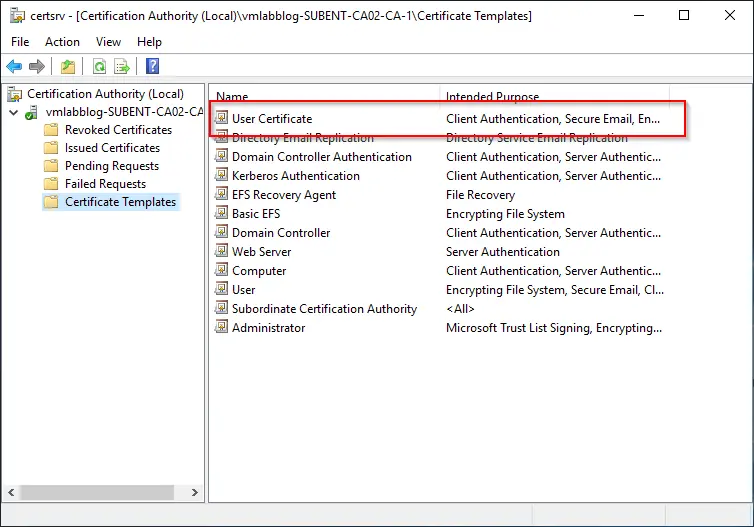 certsrv - [Certification Authority (Local)\vmlabblog-SUBENT-CA02-CA-1\Certificate Templates]
File Action View Help
Certification Authority (Local)
vmlabblog-SUBENT-CA02-CA
Revoked Certificates
Issued Certificates
Pending Requests
Failed Requests
Certificate Templates
Name Intended Purpose
User Certificate Client Authentication, Secure Email, En...
Directory Email Replication Directory Service Email Replication
Domain Controller Authentication Client Authentication, Server Authentic...
Kerberos Authentication Client Authentication, Server Authentic...
EFS Recovery Agent File Recovery
Basic EFS Encrypting File System
Domain Controller Client Authentication, Server Authentic...
Web Server Server Authentication
Computer Client Authentication, Server Authentic...
User Encrypting File System, Secure Email, Cl...
Subordinate Certification Authority <All>
Administrator Microsoft Trust List Signing, Encrypting...